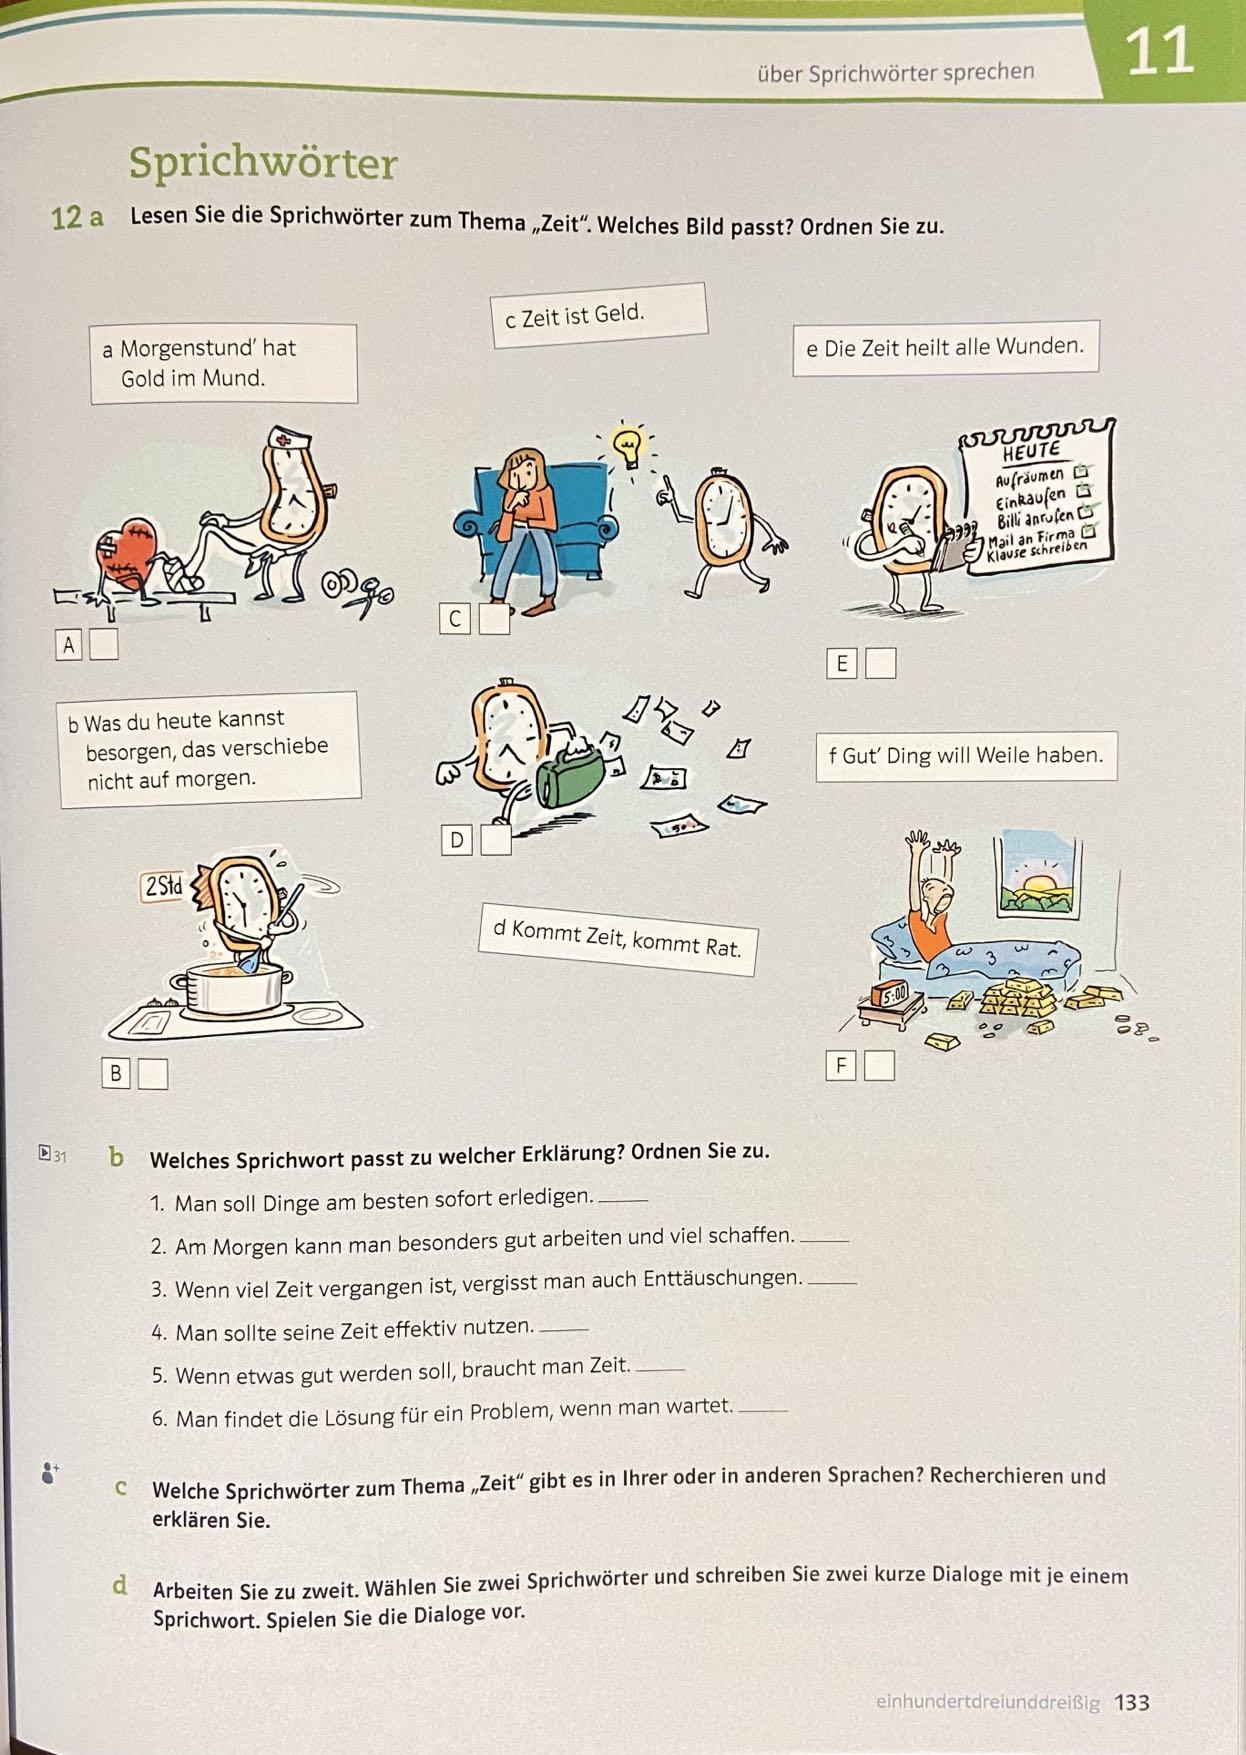 über Sprichwörter sprechen
11
Sprichwörter
12 a Lesen Sie die Sprichwörter zum Thema „Zeit“. Welches Bild passt? Ordnen Sie zu.
a Morgenstund’ hat
Gold im Mund.
c Zeit ist Geld.
e Die Zeit heilt alle Wunden.
HEUTE
Aufräumen
Einkaufen
Billi anrufen
Mail an Firma
Klause schreiben
A
C
E
b Was du heute kannst
besorgen, das verschiebe
nicht auf morgen.
D
f Gut’ Ding will Weile haben.
2 Std
d Kommt Zeit, kommt Rat.
5:00
B
F
31
b Welches Sprichwort passt zu welcher Erklärung? Ordnen Sie zu.
1. Man soll Dinge am besten sofort erledigen.
2. Am Morgen kann man besonders gut arbeiten und viel schaffen.
3. Wenn viel Zeit vergangen ist, vergisst man auch Enttäuschungen.
4. Man sollte seine Zeit effektiv nutzen.
5. Wenn etwas gut werden soll, braucht man Zeit.
6. Man findet die Lösung für ein Problem, wenn man wartet.
c Welche Sprichwörter zum Thema „Zeit“ gibt es in Ihrer oder in anderen Sprachen? Recherchieren und
erklären Sie.
d Arbeiten Sie zu zweit. Wählen Sie zwei Sprichwörter und schreiben Sie zwei kurze Dialoge mit je einem
Sprichwort. Spielen Sie die Dialoge vor.
einhundertdreiunddreißig 133